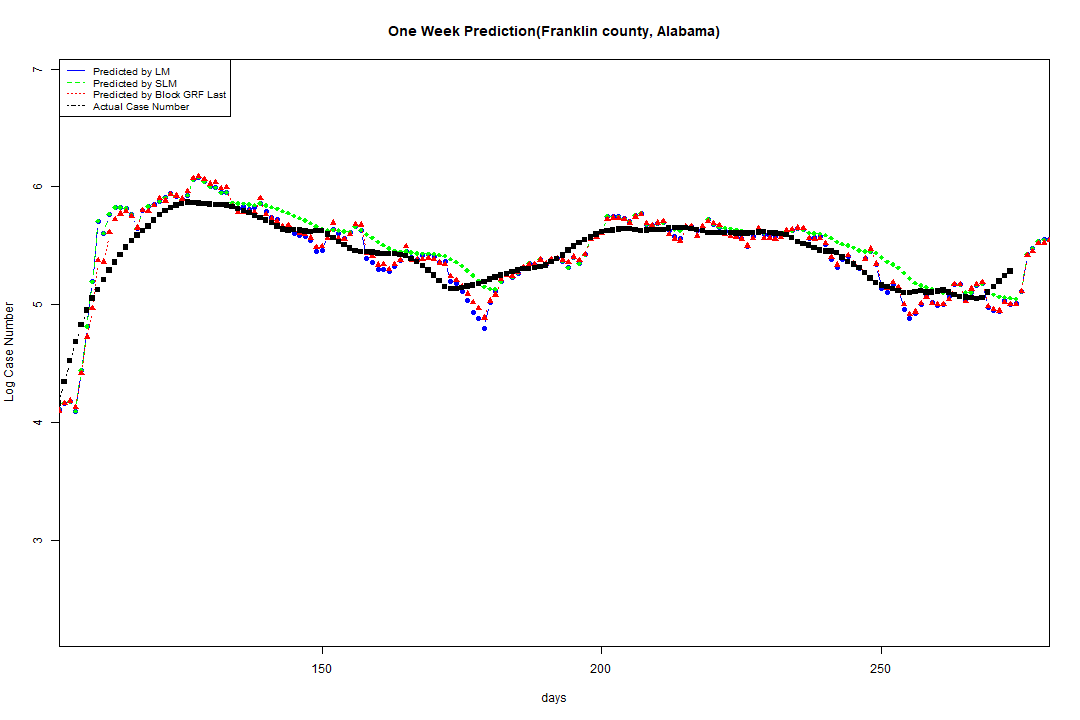 One Week Prediction(Franklin county, Alabama)
Predicted by LM
Predicted by SLM
Predicted by Block GRF Last
Actual Case Number
7
6
5
4
3
Log Case Number
150
200
250
days